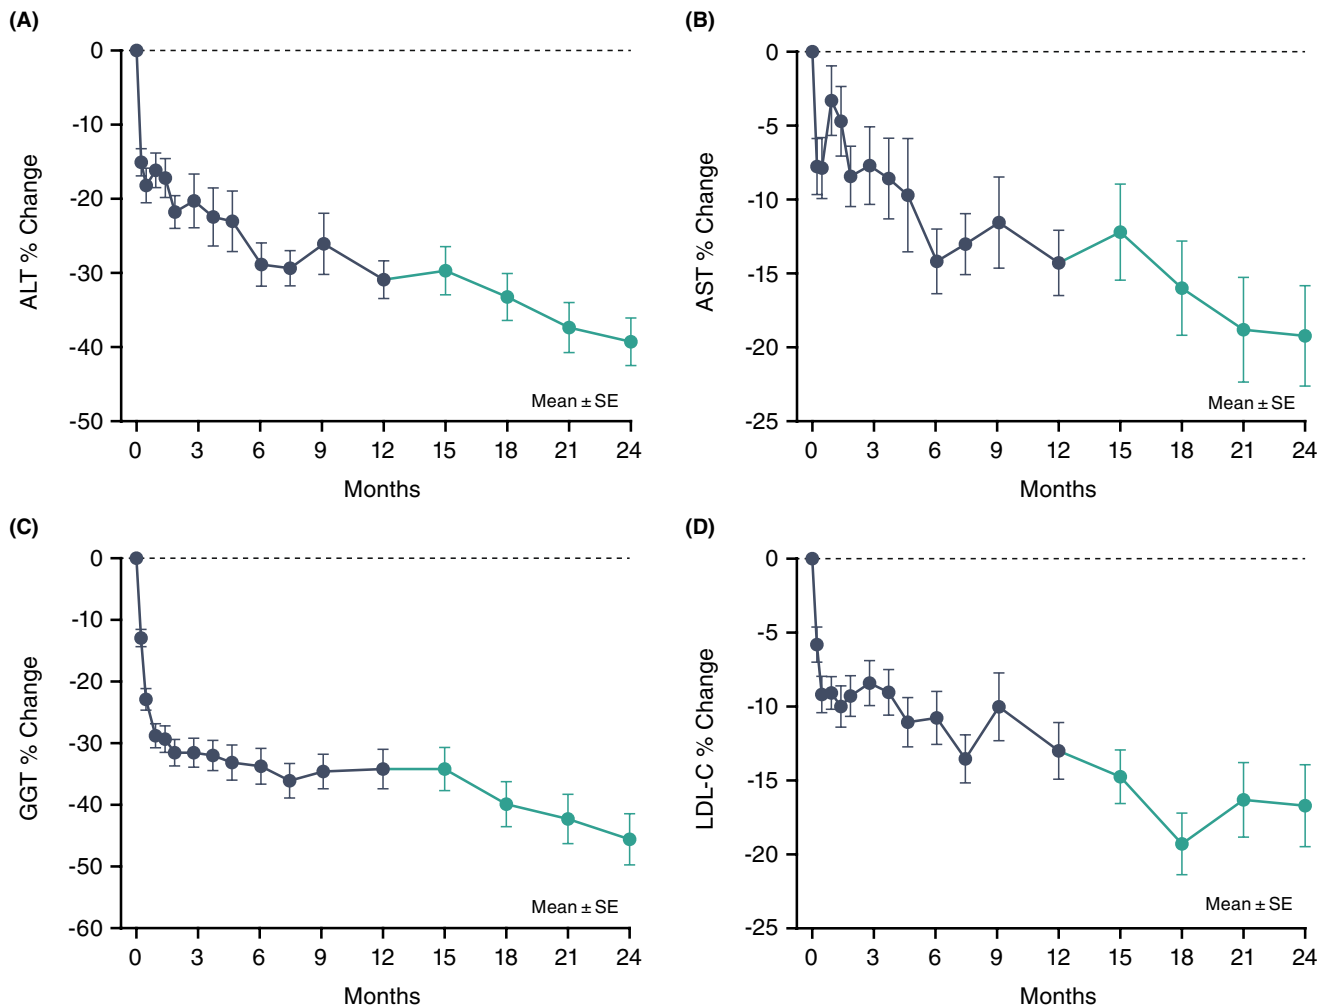 (A)
ALT % Change
0
-10
-20
-30
-40
-50
Mean ± SE
0 3 6 9 12 15 18 21 24
Months
(B)
AST % Change
0
-5
-10
-15
-20
-25
Mean ± SE
0 3 6 9 12 15 18 21 24
Months
(C)
GGT % Change
0
-10
-20
-30
-40
-50
-60
Mean ± SE
0 3 6 9 12 15 18 21 24
Months
(D)
LDL-C % Change
0
-5
-10
-15
-20
-25
Mean ± SE
0 3 6 9 12 15 18 21 24
Months